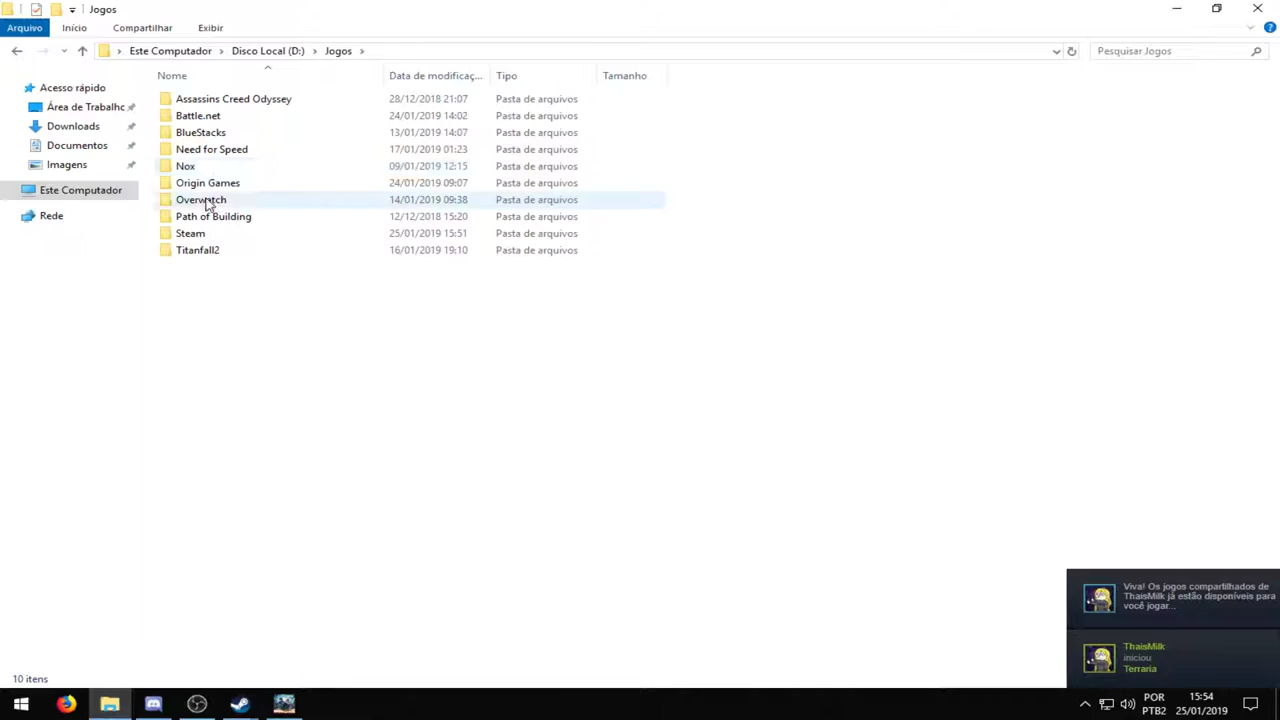 Jogos
Arquivo Início Compartilhar Exibir
Este Computador Disco Local (D:) Jogos Pesquisar Jogos
Nome Data de modificaç... Tipo Tamanho
Acesso rápido
Área de Trabalho
Downloads
Documentos
Imagens
Este Computador
Rede
Assassins Creed Odyssey 28/12/2018 21:07 Pasta de arquivos
Battle.net 24/01/2019 14:02 Pasta de arquivos
BlueStacks 13/01/2019 14:07 Pasta de arquivos
Need for Speed 17/01/2019 01:23 Pasta de arquivos
Nox 09/01/2019 12:15 Pasta de arquivos
Origin Games 24/01/2019 09:07 Pasta de arquivos
Overwatch 14/01/2019 09:38 Pasta de arquivos
Path of Building 12/12/2018 15:20 Pasta de arquivos
Steam 25/01/2019 15:51 Pasta de arquivos
Titanfall2 16/01/2019 19:10 Pasta de arquivos
Viva! Os jogos compartilhados de
ThaisMilk já estão disponíveis para
você jogar...
ThaisMilk
iniciou
Terraria
10 itens
POR 15:54
PTB2 25/01/2019